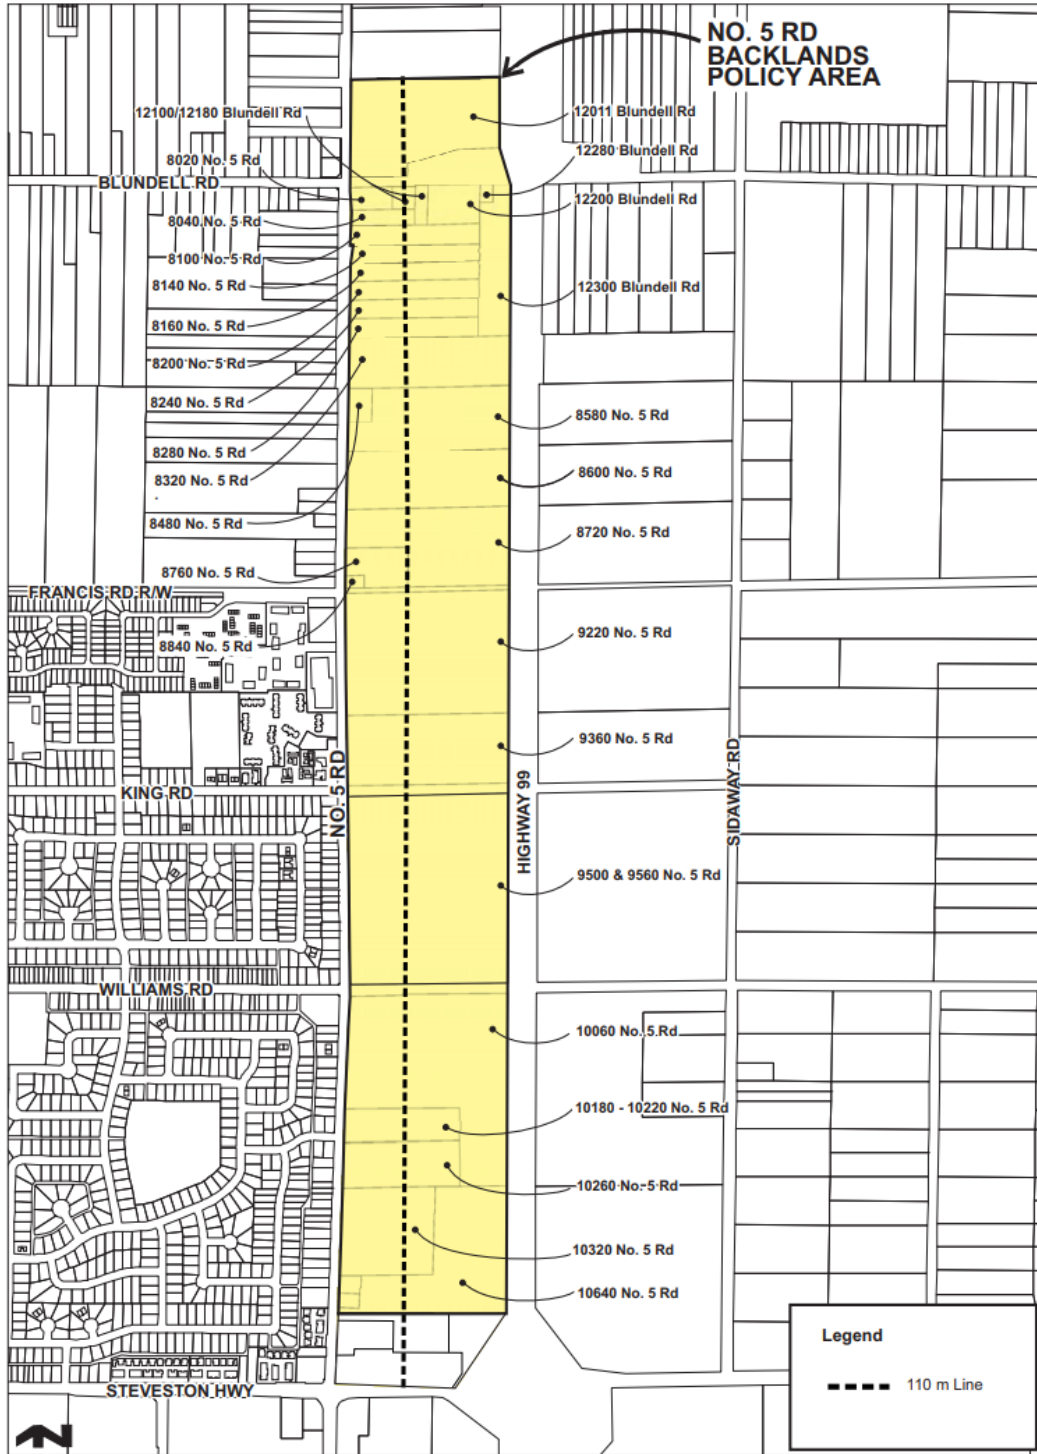 NO. 5 RD
BACKLANDS
POLICY AREA
12100/12180 Blundell Rd
12011 Blundell Rd
8020 No. 5 Rd
12280 Blundell Rd
BLUNDELL RD
12200 Blundell Rd
8040 No. 5 Rd
8100 No. 5 Rd
8140 No. 5 Rd
12300 Blundell Rd
8160 No. 5 Rd
8200 No. 5 Rd
8240 No. 5 Rd
8580 No. 5 Rd
8280 No. 5 Rd
8320 No. 5 Rd
8600 No. 5 Rd
8480 No. 5 Rd
8720 No. 5 Rd
8760 No. 5 Rd
FRANCIS RD R/W
8840 No. 5 Rd
9220 No. 5 Rd
9360 No. 5 Rd
NO. 5 RD
HIGHWAY 99
SIDAWAY RD
KING RD
9500 & 9560 No. 5 Rd
WILLIAMS RD
10060 No. 5 Rd
10180 - 10220 No. 5 Rd
10260 No. 5 Rd
10320 No. 5 Rd
10640 No. 5 Rd
Legend
110 m Line
STEVESTON HWY
Z